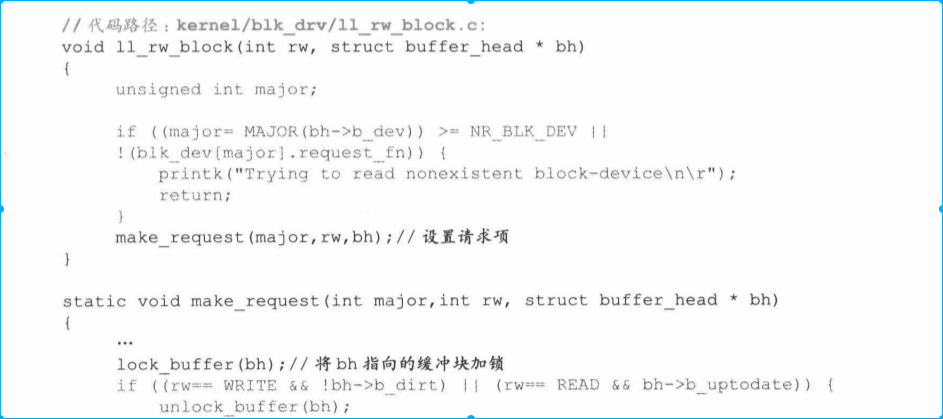 //代码路径：kernel/blk_drv/ll_rw_block.c:
void ll_rw_block(int rw, struct buffer_head * bh)
{
unsigned int major;
if ((major= MAJOR(bh->b_dev)) >= NR_BLK_DEV ||
!(blk_dev[major].request_fn)) {
printk("Trying to read nonexistent block-device\n\r");
return;
}
make_request(major,rw,bh);//设置请求项
}
static void make_request(int major,int rw, struct buffer_head * bh)
{
…
lock_buffer(bh);//将bh指向的缓冲块加锁
if ((rw== WRITE && !bh->b_dirt) || (rw== READ && bh->b_uptodate)) {
unlock_buffer(bh);